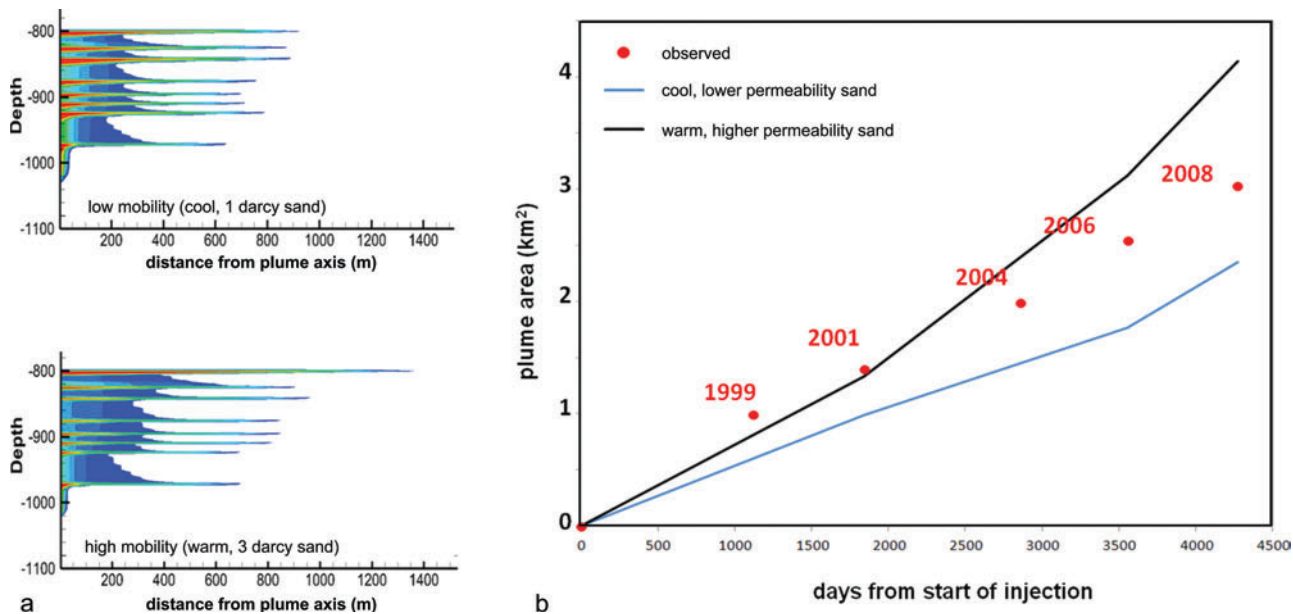 -800
Depth
-900
-1000
low mobility (cool, 1 darcy sand)
-1100
200 400 600 800 1000 1200 1400
distance from plume axis (m)
-800
Depth
-900
-1000
high mobility (warm, 3 darcy sand)
-1100
200 400 600 800 1000 1200 1400
distance from plume axis (m)
a
observed
cool, lower permeability sand
warm, higher permeability sand
plume area (km²)
4
3
2
1
0
1999
2001
2004
2006
2008
0 500 1000 1500 2000 2500 3000 3500 4000 4500
days from start of injection
b